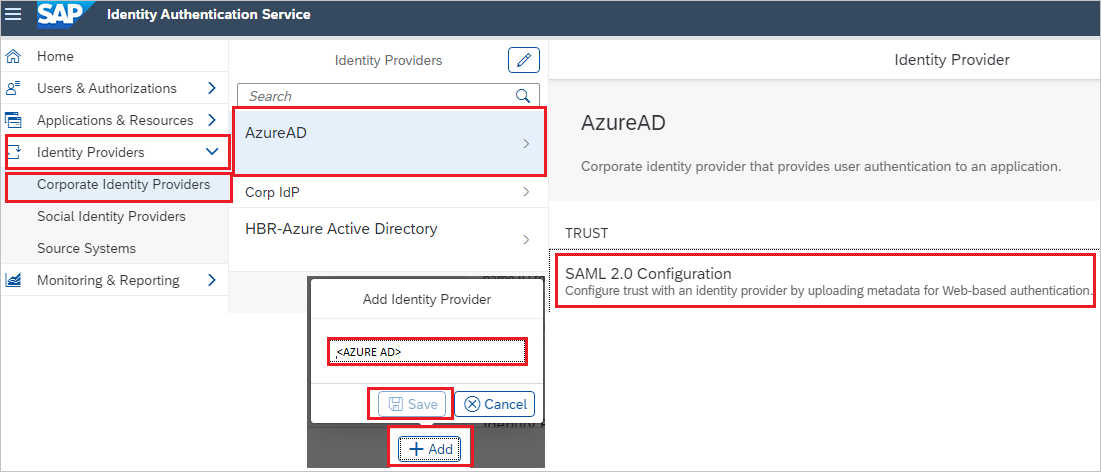 SAP Identity Authentication Service
Home
Users & Authorizations
Applications & Resources
Identity Providers
Corporate Identity Providers
Social Identity Providers
Source Systems
Monitoring & Reporting
Identity Providers
Search
AzureAD
Corp IdP
HBR-Azure Active Directory
Add Identity Provider
<AZURE AD>
Save Cancel
Add
Identity Provider
AzureAD
Corporate identity provider that provides user authentication to an application.
TRUST
SAML 2.0 Configuration
Configure trust with an identity provider by uploading metadata for Web-based authentication.